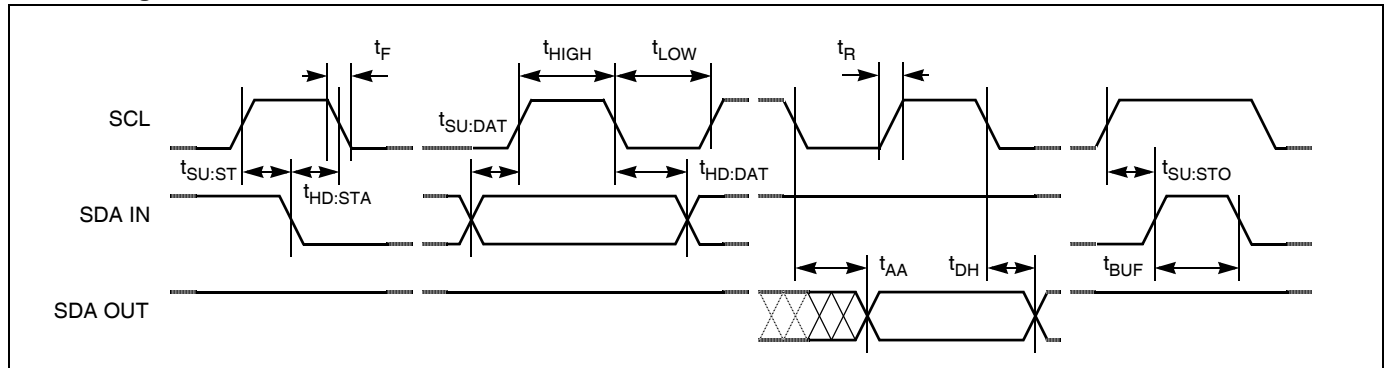 tF
tHIGH
tLOW
tR
SCL
tSU:DAT
tSU:ST
tHD:STA
tHD:DAT
tSU:STO
SDA IN
tAA
tDH
tBUF
SDA OUT